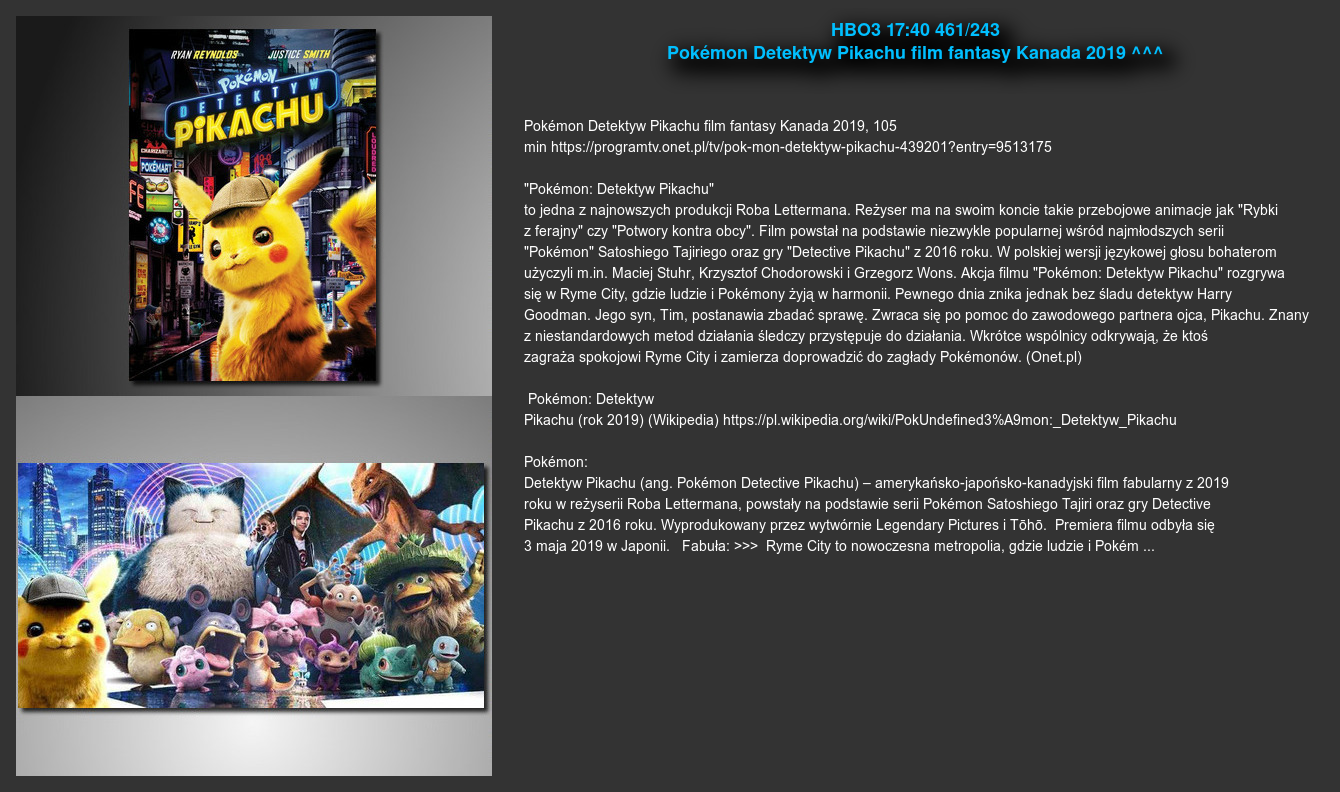 HBO3 17:40 461/243
Pokémon Detektyw Pikachu film fantasy Kanada 2019 ^^^
RYAN REYNOLDS JUSTICE SMITH
POKÉMON
DETEKTYW
PIKACHU
CHARIZARD'S
POKÉMART
LOUDRED
Pokémon Detektyw Pikachu film fantasy Kanada 2019, 105
min https://programtv.onet.pl/tv/pok-mon-detektyw-pikachu-439201?entry=9513175
"Pokémon: Detektyw Pikachu"
to jedna z najnowszych produkcji Roba Lettermana. Reżyser ma na swoim koncie takie przebojowe animacje jak "Rybki
z ferajny" czy "Potwory kontra obcy". Film powstał na podstawie niezwykle popularnej wśród najmłodszych serii
"Pokémon" Satoshiego Tajiriego oraz gry "Detective Pikachu" z 2016 roku. W polskiej wersji językowej głosu bohaterom
użyczyli m.in. Maciej Stuhr, Krzysztof Chodorowski i Grzegorz Wons. Akcja filmu "Pokémon: Detektyw Pikachu" rozgrywa
się w Ryme City, gdzie ludzie i Pokémony żyją w harmonii. Pewnego dnia znika jednak bez śladu detektyw Harry
Goodman. Jego syn, Tim, postanawia zbadać sprawę. Zwraca się po pomoc do zawodowego partnera ojca, Pikachu. Znany
z niestandardowych metod działania śledczy przystępuje do działania. Wkrótce wspólnicy odkrywają, że ktoś
zagraża spokojowi Ryme City i zamierza doprowadzić do zagłady Pokémonów. (Onet.pl)
Pokémon: Detektyw
Pikachu (rok 2019) (Wikipedia) https://pl.wikipedia.org/wiki/PokUndefined3%A9mon:_Detektyw_Pikachu
Pokémon:
Detektyw Pikachu (ang. Pokémon Detective Pikachu) – amerykańsko-japońsko-kanadyjski film fabularny z 2019
roku w reżyserii Roba Lettermana, powstały na podstawie serii Pokémon Satoshiego Tajiri oraz gry Detective
Pikachu z 2016 roku. Wyprodukowany przez wytwórnie Legendary Pictures i Tōhō.  Premiera filmu odbyła się
3 maja 2019 w Japonii.   Fabuła: >>>  Ryme City to nowoczesna metropolia, gdzie ludzie i Pokém ...